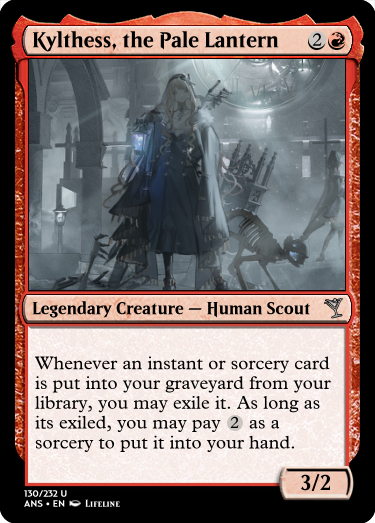 Kylthess, the Pale Lantern 2
Legendary Creature — Human Scout
Whenever an instant or sorcery card
is put into your graveyard from your
library, you may exile it. As long as
its exiled, you may pay 2 as a
sorcery to put it into your hand.
3/2
130/232 U
ANS • EN LIFELINE